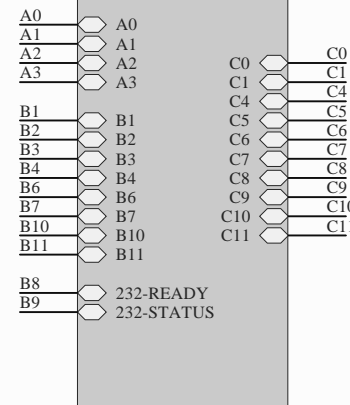 A0 A0
A1 A1
A2 A2 C0 C0
A3 A3 C1 C1
C4 C4
B1 B1 C5 C5
B2 B2 C6 C6
B3 B3 C7 C7
B4 B4 C8 C8
B6 B6 C9 C9
B7 B7 C10 C10
B10 B10 C11 C11
B11 B11
B8 232-READY
B9 232-STATUS